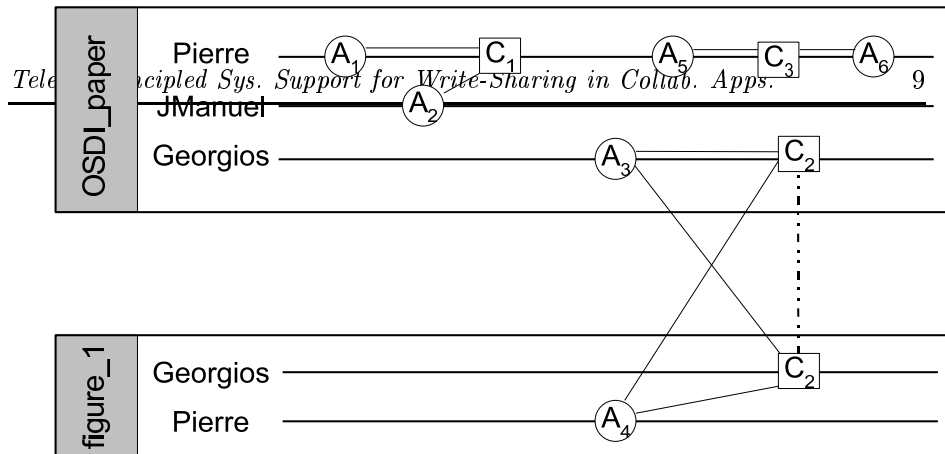 OSDI_paper
Pierre A1 C1 A5 C3 A6
Sys. Support for Write-Sharing in Collab. Apps. 9
JManuel A2
Georgios A3 C2
figure_1
Georgios C2
Pierre A4